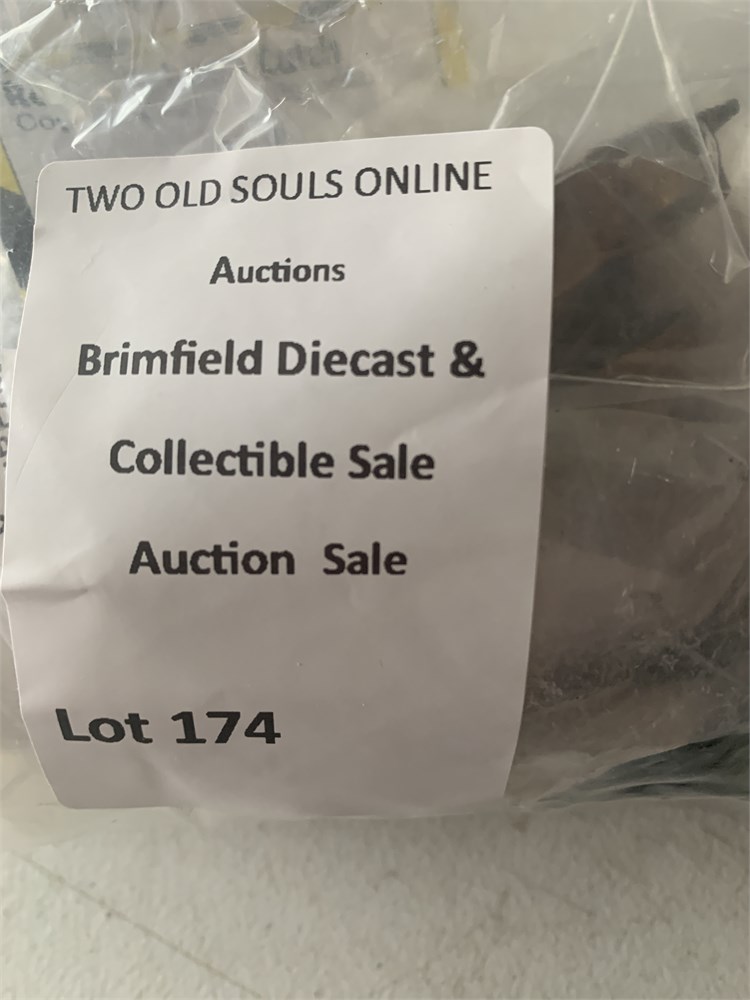 TWO OLD SOULS ONLINE
Auctions
Brimfield Diecast &
Collectible Sale
Auction Sale
Lot 174